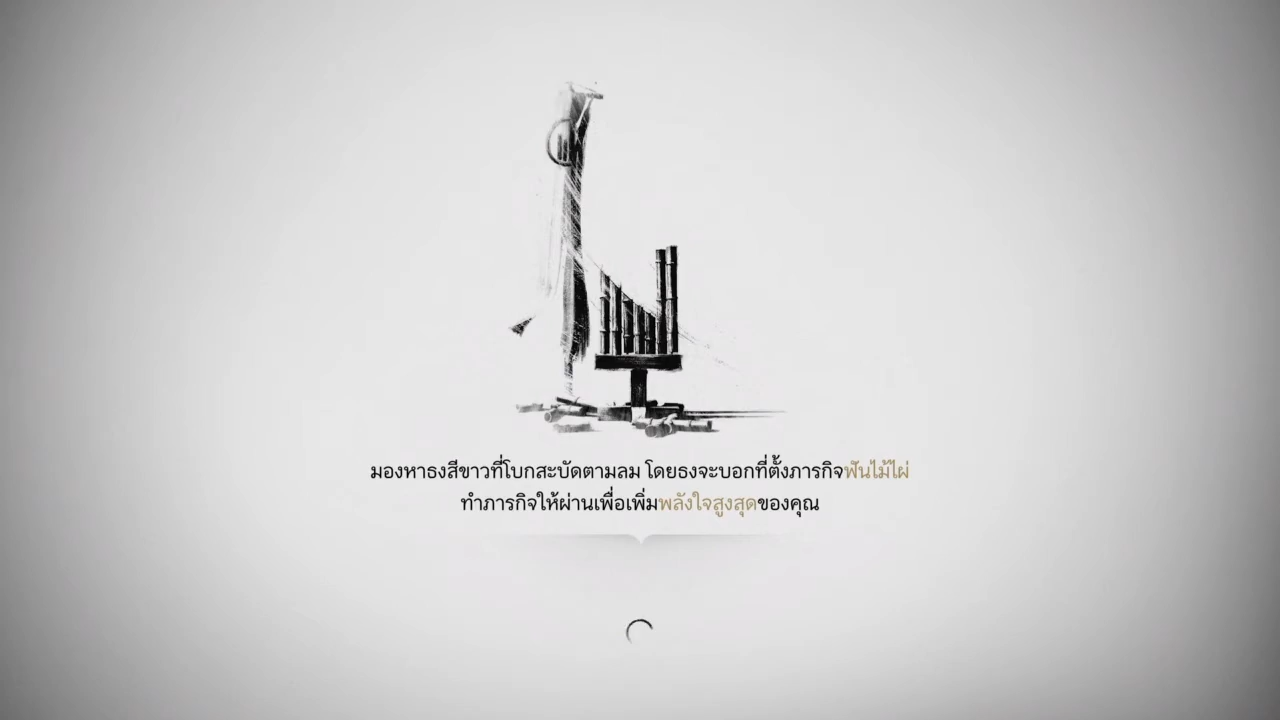 มองหาธงสีขาวที่โบกสะบัดตามลม โดยธงจะบอกที่ตั้งภารกิจฟันไม้ไผ่
ทำภารกิจให้ผ่านเพื่อเพิ่มพลังใจสูงสุดของคุณ